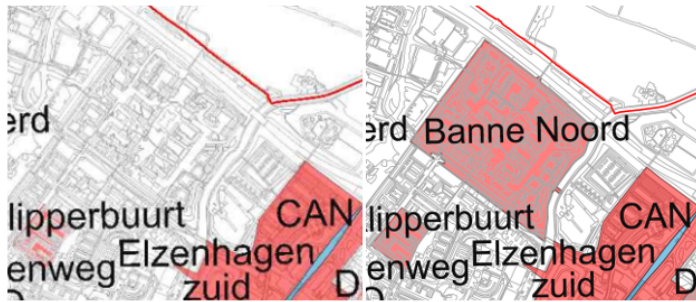 erd
lipperbuurt
CAN
Elzenhagen
enweg
zuid
D
erd
Banne Noord
lipperbuurt
CAN
Elzenhagen
enweg
zuid
D